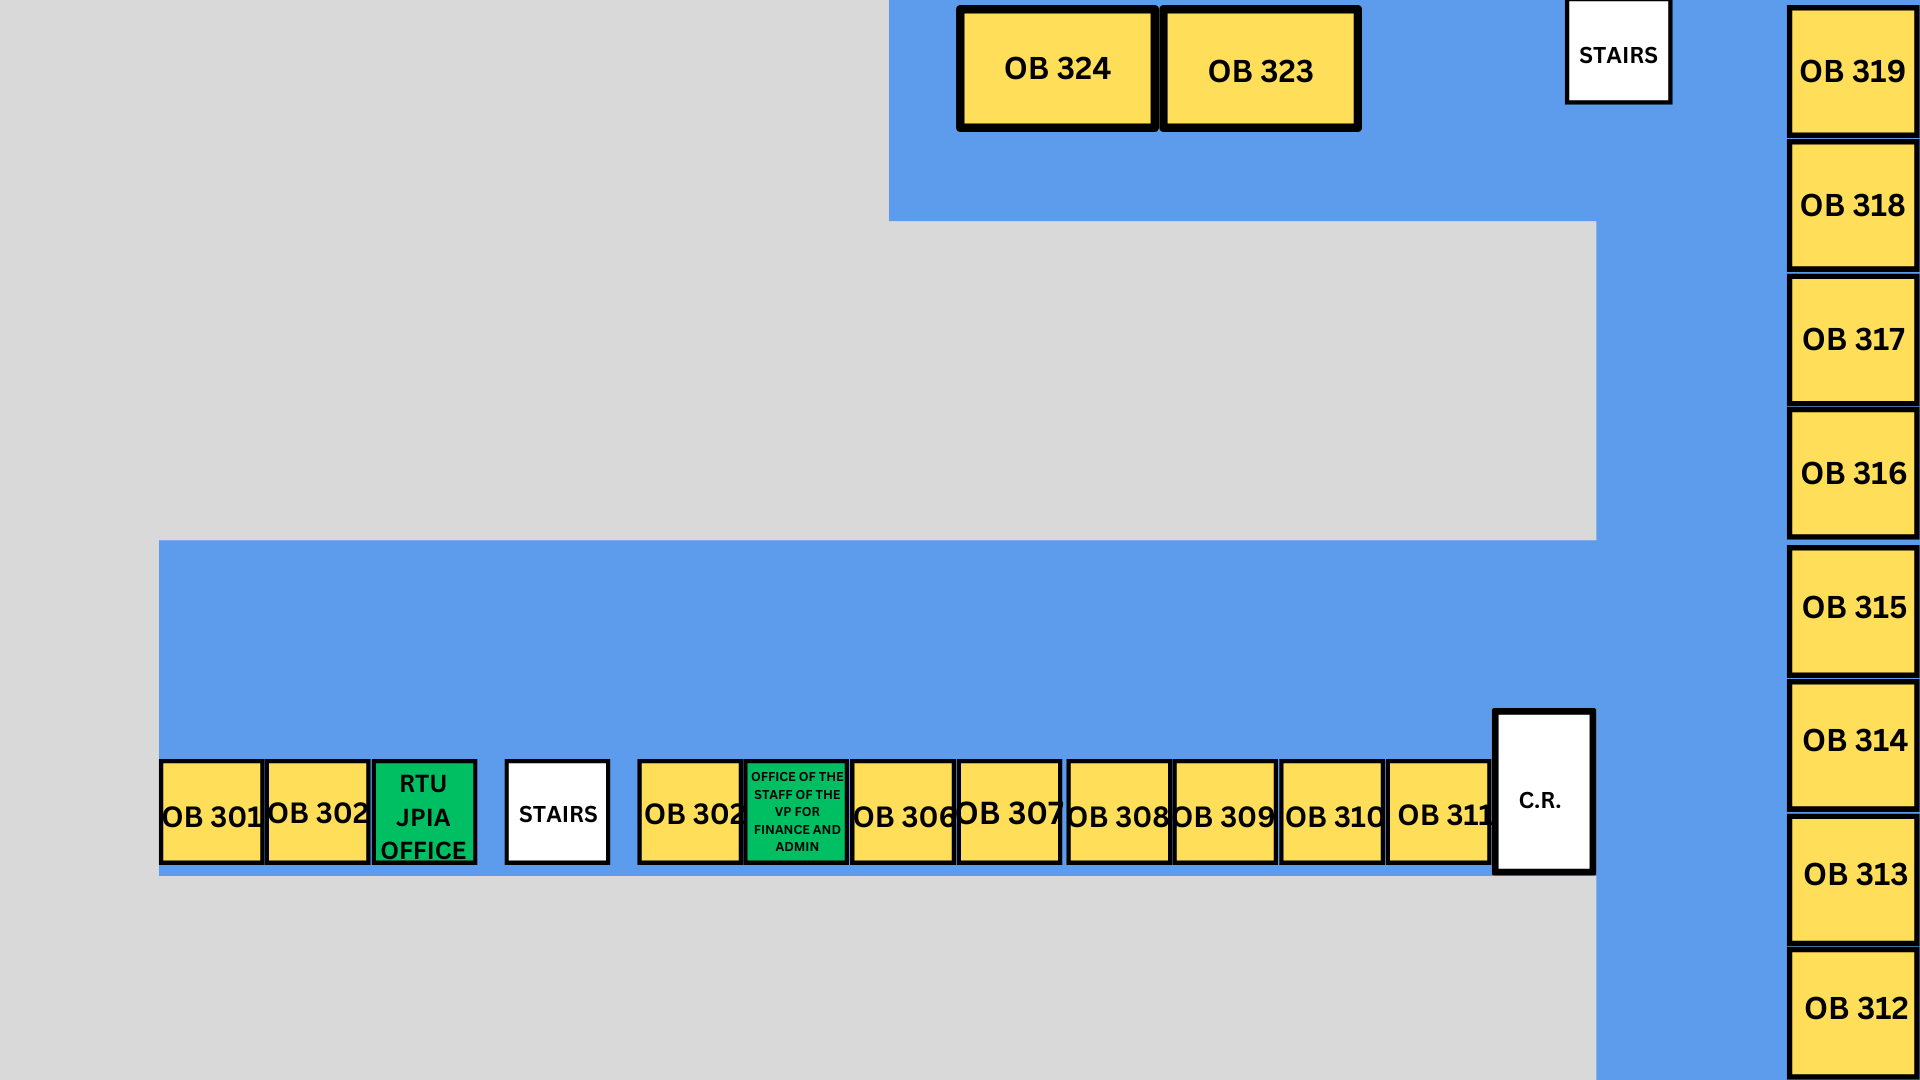 OB 324
OB 323
STAIRS
OB 319
OB 318
OB 317
OB 316
OB 315
OB 314
OB 313
OB 312
OB 301
OB 302
RTU
JPIA
OFFICE
STAIRS
OB 302
OFFICE OF THE
STAFF OF THE
VP FOR
FINANCE AND
ADMIN
OB 306
OB 307
OB 308
OB 309
OB 310
OB 311
C.R.